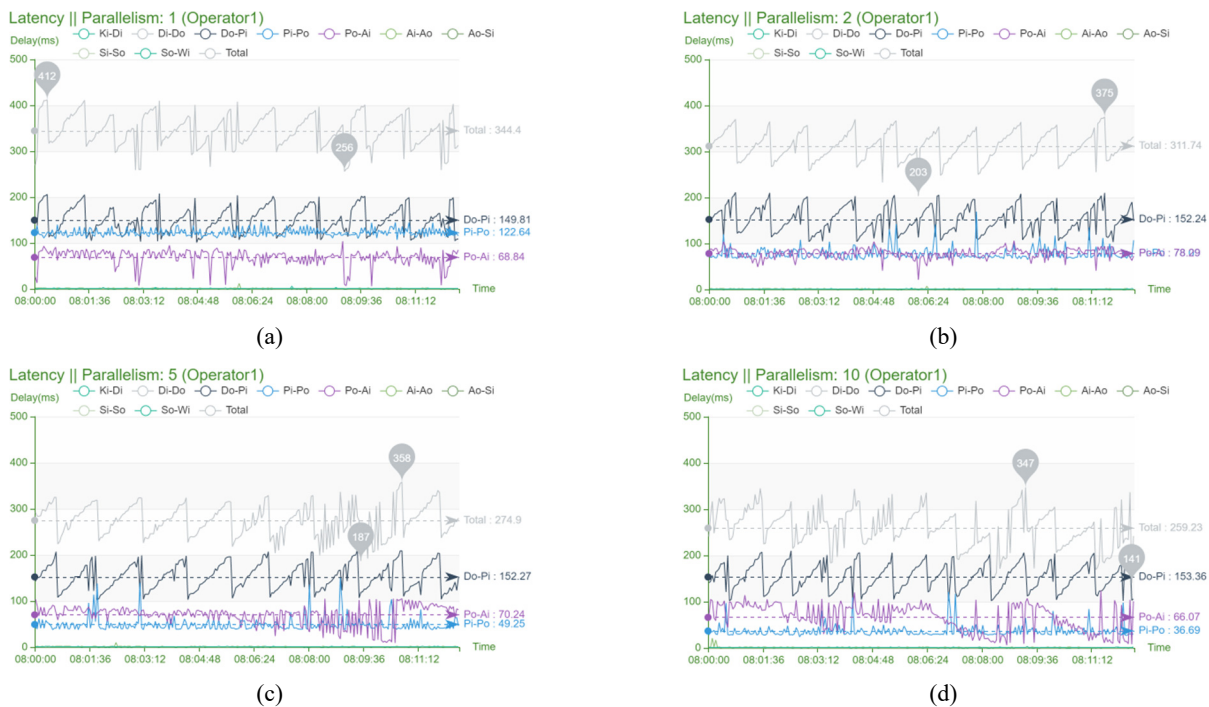 Latency || Parallelism: 1 (Operator1)
Delay(ms)
Ki-Di Di-Do Do-Pi Pi-Po Po-Ai Ai-Ao Ao-Si
Si-So So-Wi Total
500
400
300
200
100
0
412
256
Total : 344.4
Do-Pi : 149.81
Pi-Po : 122.64
Po-Ai : 68.84
Time
08:00:00 08:01:36 08:03:12 08:04:48 08:06:24 08:08:00 08:09:36 08:11:12
(a)
Latency || Parallelism: 2 (Operator1)
Delay(ms)
Ki-Di Di-Do Do-Pi Pi-Po Po-Ai Ai-Ao Ao-Si
Si-So So-Wi Total
500
400
300
200
100
0
375
203
Total : 311.74
Do-Pi : 152.24
Time
08:00:00 08:01:36 08:03:12 08:04:48 08:06:24 08:08:00 08:09:36 08:11:12
(b)
Latency || Parallelism: 5 (Operator1)
Delay(ms)
Ki-Di Di-Do Do-Pi Pi-Po Po-Ai Ai-Ao Ao-Si
Si-So So-Wi Total
500
400
300
200
100
0
358
187
Total : 274.9
Do-Pi : 152.27
Po-Ai : 70.24
Pi-Po : 49.25
Time
08:00:00 08:01:36 08:03:12 08:04:48 08:06:24 08:08:00 08:09:36 08:11:12
(c)
Latency || Parallelism: 10 (Operator1)
Delay(ms)
Ki-Di Di-Do Do-Pi Pi-Po Po-Ai Ai-Ao Ao-Si
Si-So So-Wi Total
500
400
300
200
100
0
347
141
Total : 259.23
Do-Pi : 153.36
Po-Ai : 66.07
Pi-Po : 36.69
Time
08:00:00 08:01:36 08:03:12 08:04:48 08:06:24 08:08:00 08:09:36 08:11:12
(d)